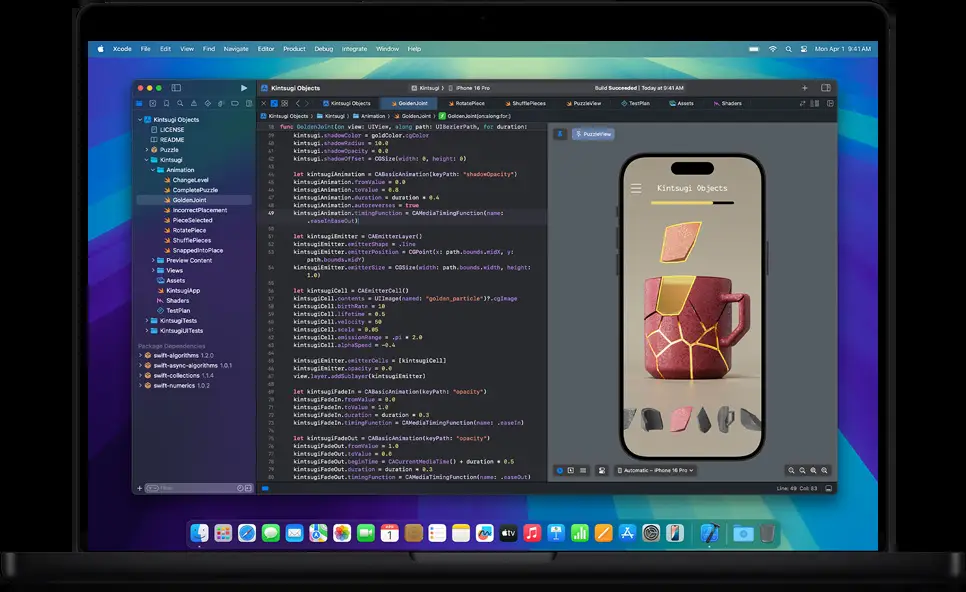 Xcode File Edit View Find Navigate Editor Product Debug Integrate Window Help Mon Apr 1 9:41 AM
Kintsugi Objects Kintsugi iPhone 16 Pro Build Succeeded | Today at 9:41 AM
Kintsugi Objects GoldenJoint RotatePiece ShufflePieces PuzzleView TestPlan Assets Shaders
Kintsugi Objects Kintsugi Animation GoldenJoint GoldenJoint(on:along:for:)
Kintsugi Objects
LICENSE
README
Puzzle
Kintsugi
Animation
ChangeLevel
CompletePuzzle
GoldenJoint
IncorrectPlacement
PieceSelected
RotatePiece
ShufflePieces
SnappedIntoPlace
Preview Content
Views
Assets
KintsugiApp
Shaders
TestPlan
KintsugiTests
KintsugiUITests
Package Dependencies
swift-algorithms 1.2.0
swift-async-algorithms 1.0.1
swift-collections 1.1.4
swift-numerics 1.0.2
Filter
func GoldenJoint(on view: UIView, along path: UIBezierPath, for duration:
kintsugi.shadowColor = goldColor.cgColor
kintsugi.shadowRadius = 10.0
kintsugi.shadowOpacity = 0.0
kintsugi.shadowOffset = CGSize(width: 0, height: 0)
let kintsugiAnimation = CABasicAnimation(keyPath: "shadowOpacity")
kintsugiAnimation.fromValue = 0.0
kintsugiAnimation.toValue = 0.8
kintsugiAnimation.duration = duration * 0.4
kintsugiAnimation.autoreverses = true
49 kintsugiAnimation.timingFunction = CAMediaTimingFunction(name:
.easeInEaseOut)
let kintsugiEmitter = CAEmitterLayer()
kintsugiEmitter.emitterShape = .line
kintsugiEmitter.emitterPosition = CGPoint(x: path.bounds.midX, y:
path.bounds.midY)
kintsugiEmitter.emitterSize = CGSize(width: path.bounds.width, height:
1.0)
let kintsugiCell = CAEmitterCell()
kintsugiCell.contents = UIImage(named: "golden_particle")?.cgImage
kintsugiCell.birthRate = 10
kintsugiCell.lifetime = 0.5
kintsugiCell.velocity = 50
kintsugiCell.scale = 0.05
kintsugiCell.emissionRange = .pi * 2.0
kintsugiCell.alphaSpeed = -0.4
kintsugiEmitter.emitterCells = [kintsugiCell]
kintsugiEmitter.opacity = 0.0
view.layer.addSublayer(kintsugiEmitter)
let kintsugiFadeIn = CABasicAnimation(keyPath: "opacity")
kintsugiFadeIn.fromValue = 0.0
kintsugiFadeIn.toValue = 1.0
kintsugiFadeIn.duration = duration * 0.3
kintsugiFadeIn.timingFunction = CAMediaTimingFunction(name: .easeIn)
let kintsugiFadeOut = CABasicAnimation(keyPath: "opacity")
kintsugiFadeOut.fromValue = 1.0
kintsugiFadeOut.toValue = 0.0
kintsugiFadeOut.beginTime = CACurrentMediaTime() + duration * 0.5
kintsugiFadeOut.duration = duration * 0.3
kintsugiFadeOut.timingFunction = CAMediaTimingFunction(name: .easeOut)
PuzzleView
Kintsugi Objects
Automatic – iPhone 16 Pro
Line: 49 Col: 53
1
tv